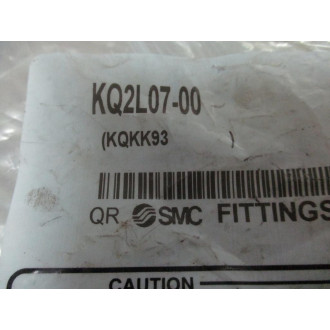 KQ2L07-00
(KQKK93 )
QR SMC FITTINGS
CAUTION